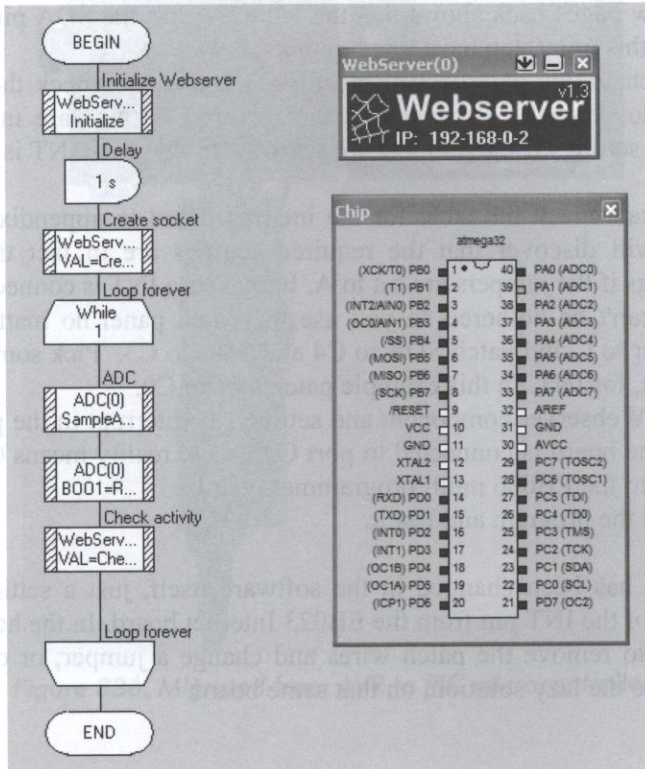 BEGIN
Initialize Webserver
WebServ...
Initialize
Delay
1 s
Create socket
WebServ...
VAL=Cre...
Loop forever
While
1
ADC
ADC(0)
SampleA...
ADC(0)
B001=R...
Check activity
WebServ...
VAL=Che...
Loop forever
END
WebServer(0)
v1.3
Webserver
IP: 192-168-0-2
Chip
atmega32
(XCK/T0) PB0 1 40 PA0 (ADC0)
(T1) PB1 2 39 PA1 (ADC1)
(INT2/AIN0) PB2 3 38 PA2 (ADC2)
(OC0/AIN1) PB3 4 37 PA3 (ADC3)
(/SS) PB4 5 36 PA4 (ADC4)
(MOSI) PB5 6 35 PA5 (ADC5)
(MISO) PB6 7 34 PA6 (ADC6)
(SCK) PB7 8 33 PA7 (ADC7)
/RESET 9 32 AREF
VCC 10 31 GND
GND 11 30 AVCC
XTAL2 12 29 PC7 (TOSC2)
XTAL1 13 28 PC6 (TOSC1)
(RXD) PD0 14 27 PC5 (TDI)
(TXD) PD1 15 26 PC4 (TD0)
(INT0) PD2 16 25 PC3 (TMS)
(INT1) PD3 17 24 PC2 (TCK)
(OC1B) PD4 18 23 PC1 (SDA)
(OC1A) PD5 19 22 PC0 (SCL)
(ICP1) PD6 20 21 PD7 (OC2)